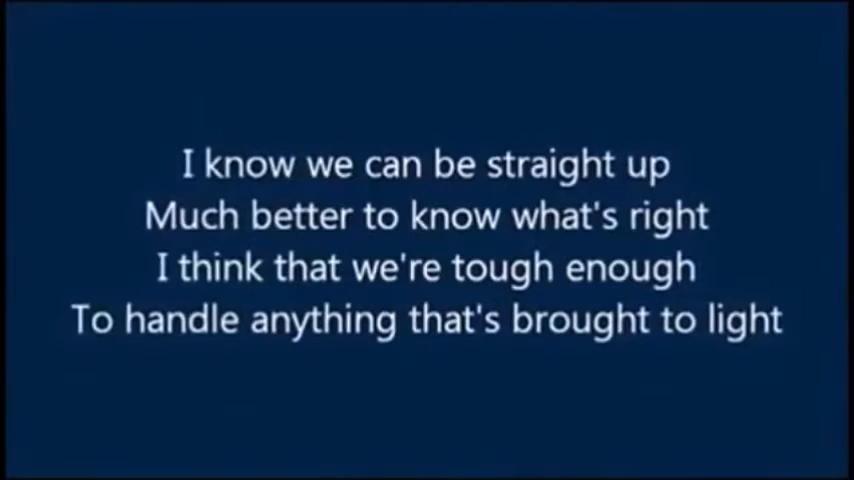 I know we can be straight up
Much better to know what's right
I think that we're tough enough
To handle anything that's brought to light